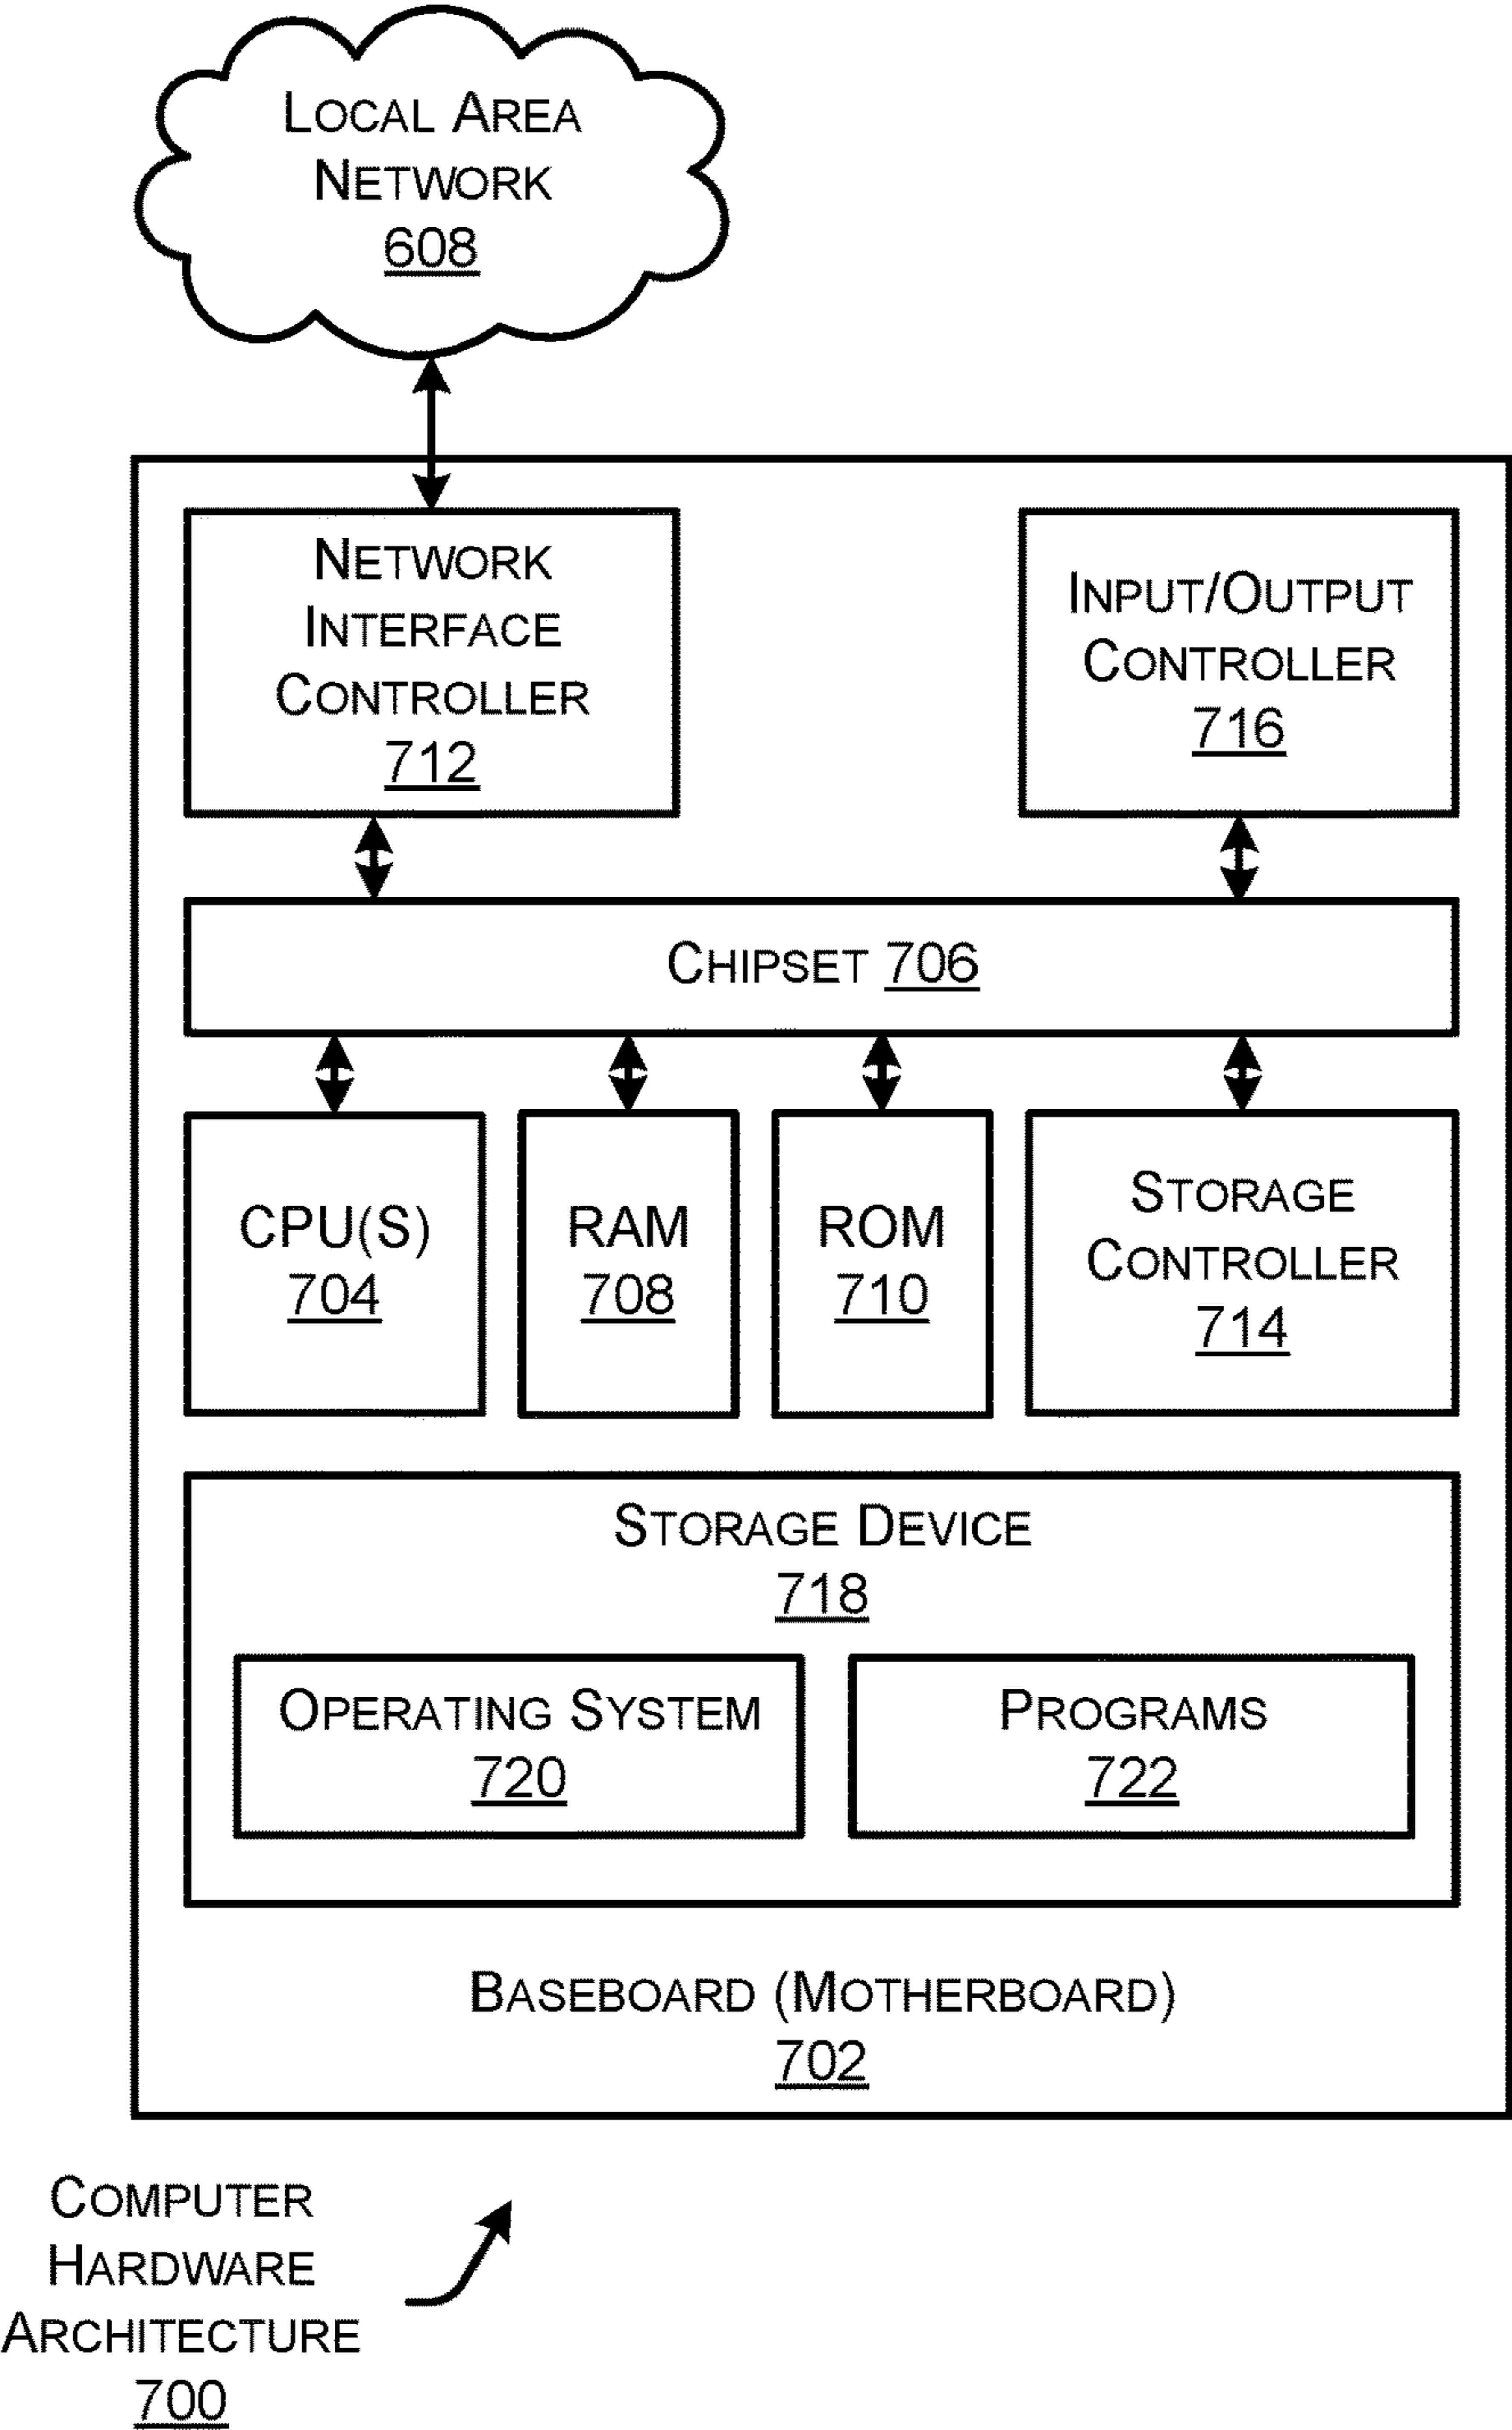 LOCAL AREA
NETWORK
608
NETWORK
INTERFACE
CONTROLLER
712
INPUT/OUTPUT
CONTROLLER
716
CHIPSET 706
CPU(S)
704
RAM
708
ROM
710
STORAGE
CONTROLLER
714
STORAGE DEVICE
718
OPERATING SYSTEM
720
PROGRAMS
722
BASEBOARD (MOTHERBOARD)
702
COMPUTER
HARDWARE
ARCHITECTURE
700